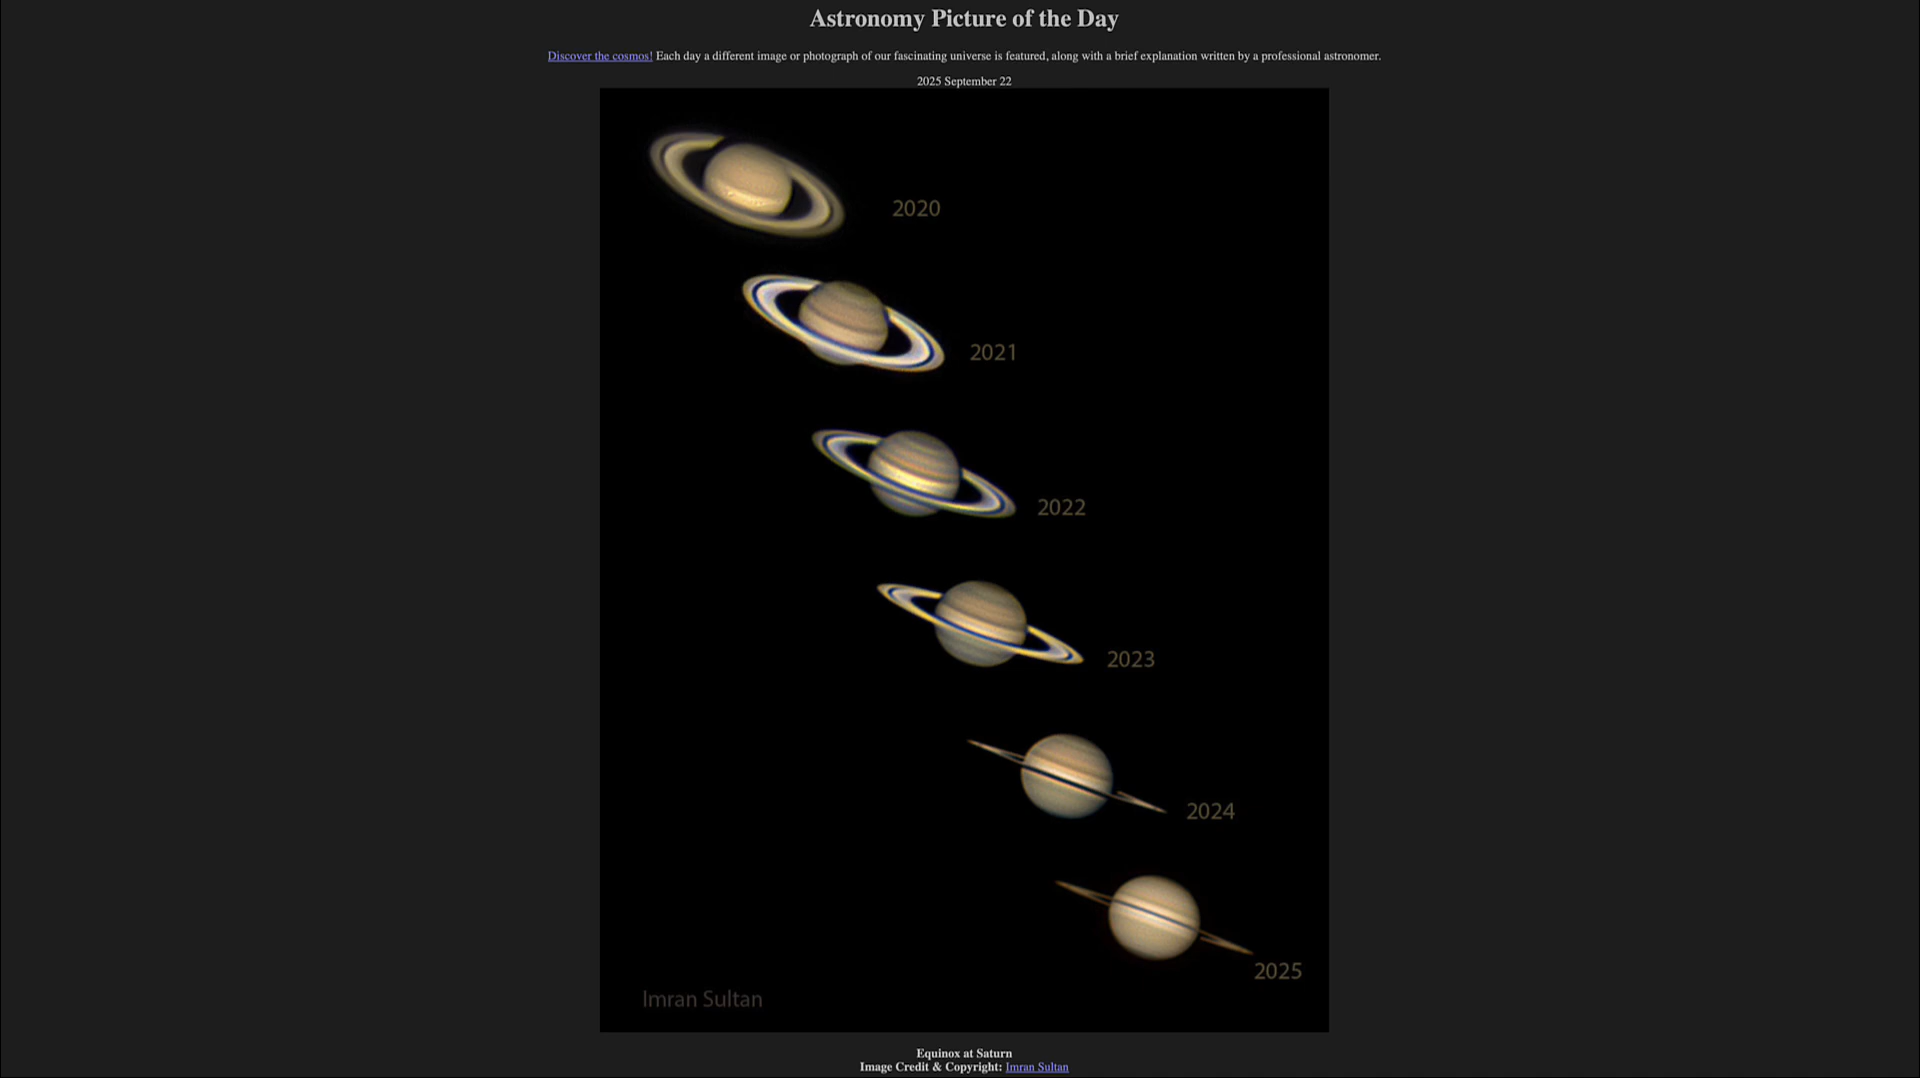 Astronomy Picture of the Day
Discover the cosmos! Each day a different image or photograph of our fascinating universe is featured, along with a brief explanation written by a professional astronomer.
2025 September 22
2020
2021
2022
2023
2024
2025
Imran Sultan
Equinox at Saturn
Image Credit & Copyright: Imran Sultan